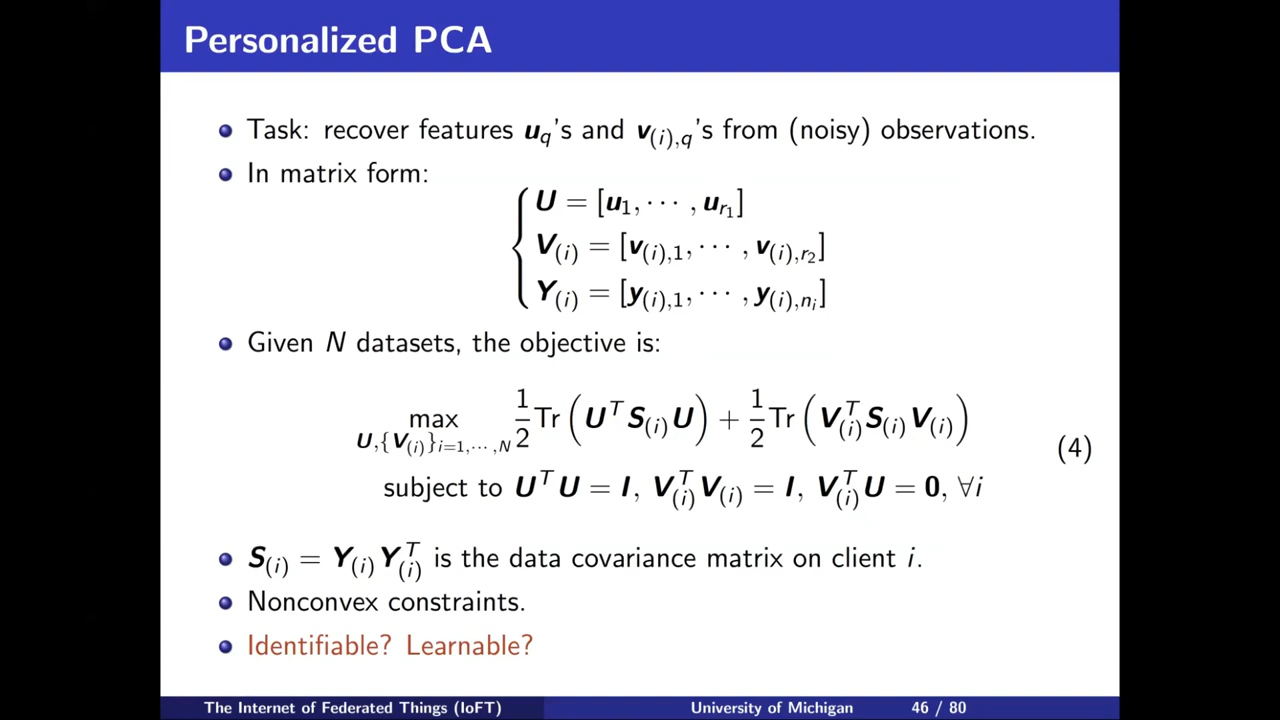 Personalized PCA
Task: recover features u_q's and v_(i),q's from (noisy) observations.
In matrix form:
U = [u_1, ⋯ , u_{r_1}]
V_(i) = [v_(i),1, ⋯ , v_(i),r_2]
Y_(i) = [y_(i),1, ⋯ , y_(i),n_i]
Given N datasets, the objective is:
max_{U,{V_(i)}_{i=1,⋯,N}} 1/2 Tr (U^T S_(i) U) + 1/2 Tr (V_(i)^T S_(i) V_(i))
(4)
subject to U^T U = I, V_(i)^T V_(i) = I, V_(i)^T U = 0, ∀i
S_(i) = Y_(i) Y_(i)^T is the data covariance matrix on client i.
Nonconvex constraints.
Identifiable? Learnable?
The Internet of Federated Things (IoFT) University of Michigan 46 / 80